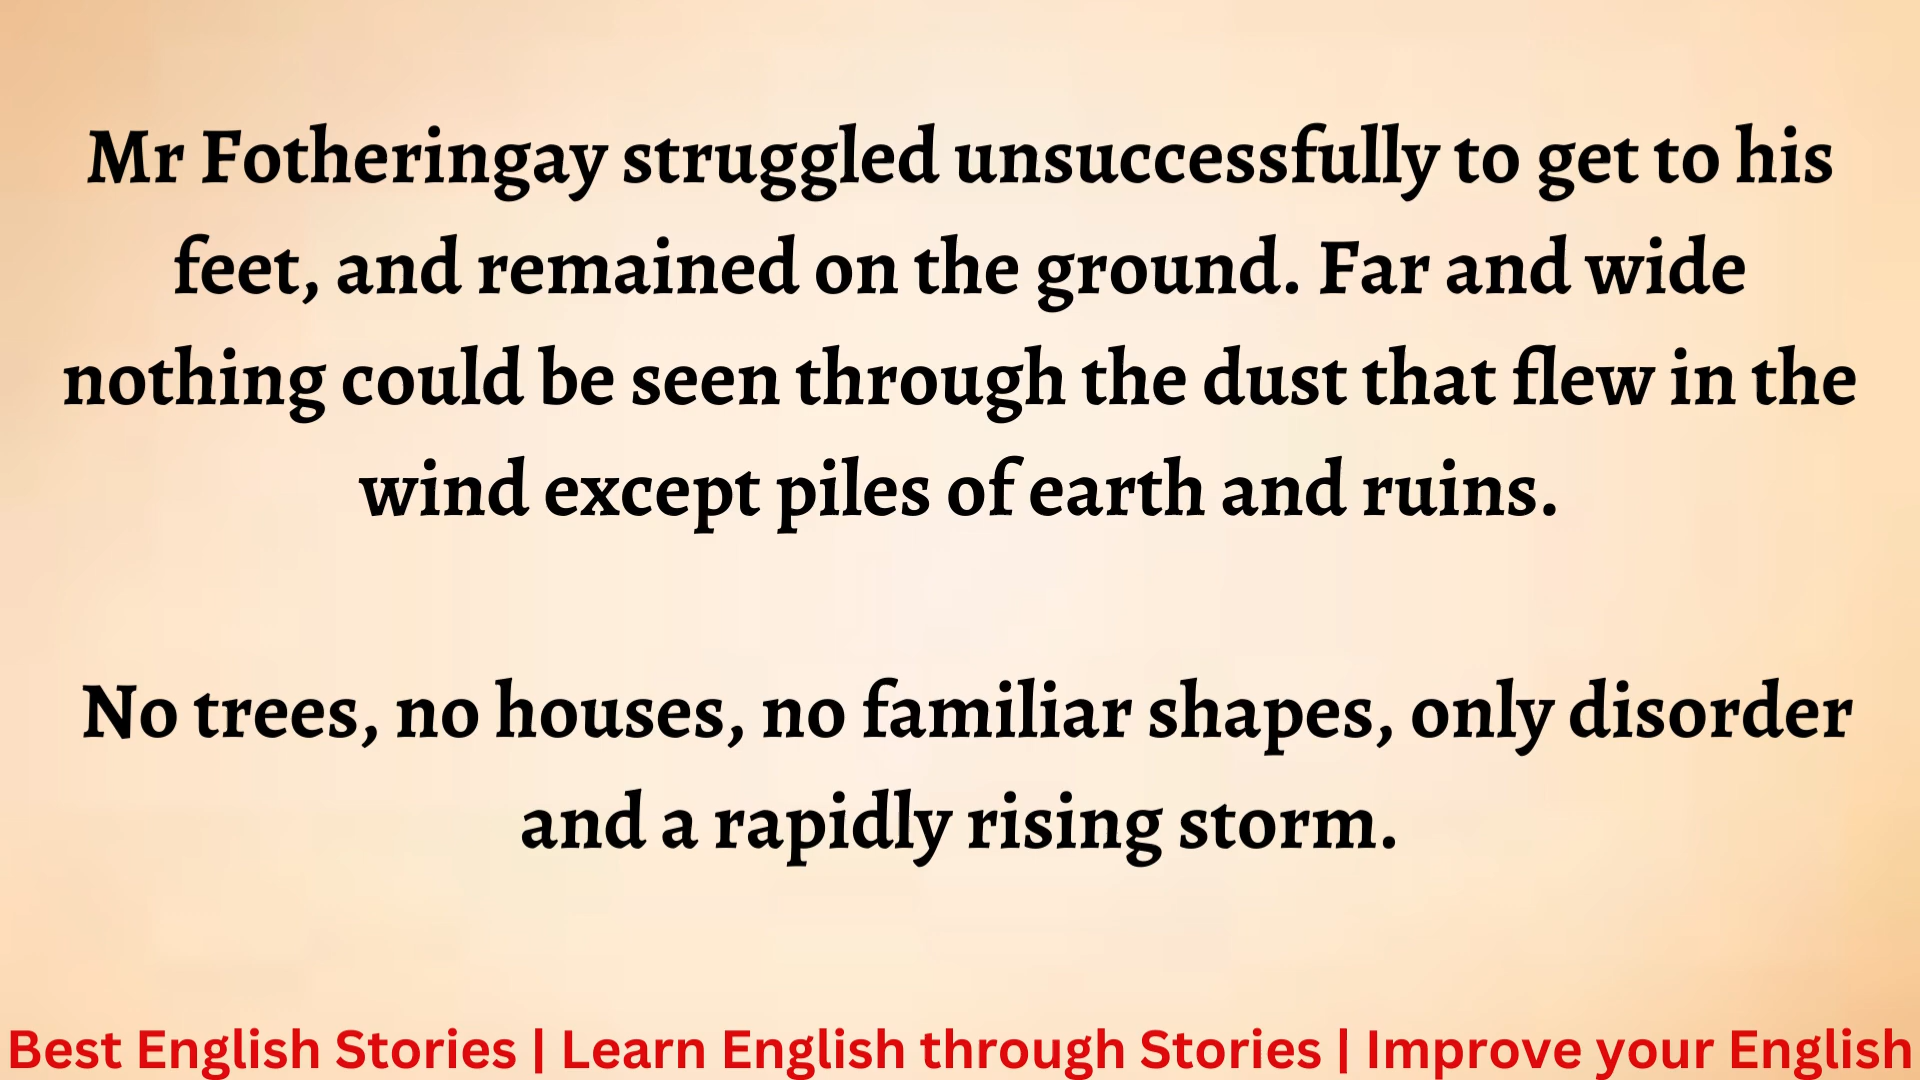 Mr Fotheringay struggled unsuccessfully to get to his
feet, and remained on the ground. Far and wide
nothing could be seen through the dust that flew in the
wind except piles of earth and ruins.
No trees, no houses, no familiar shapes, only disorder
and a rapidly rising storm.
Best English Stories | Learn English through Stories | Improve your English